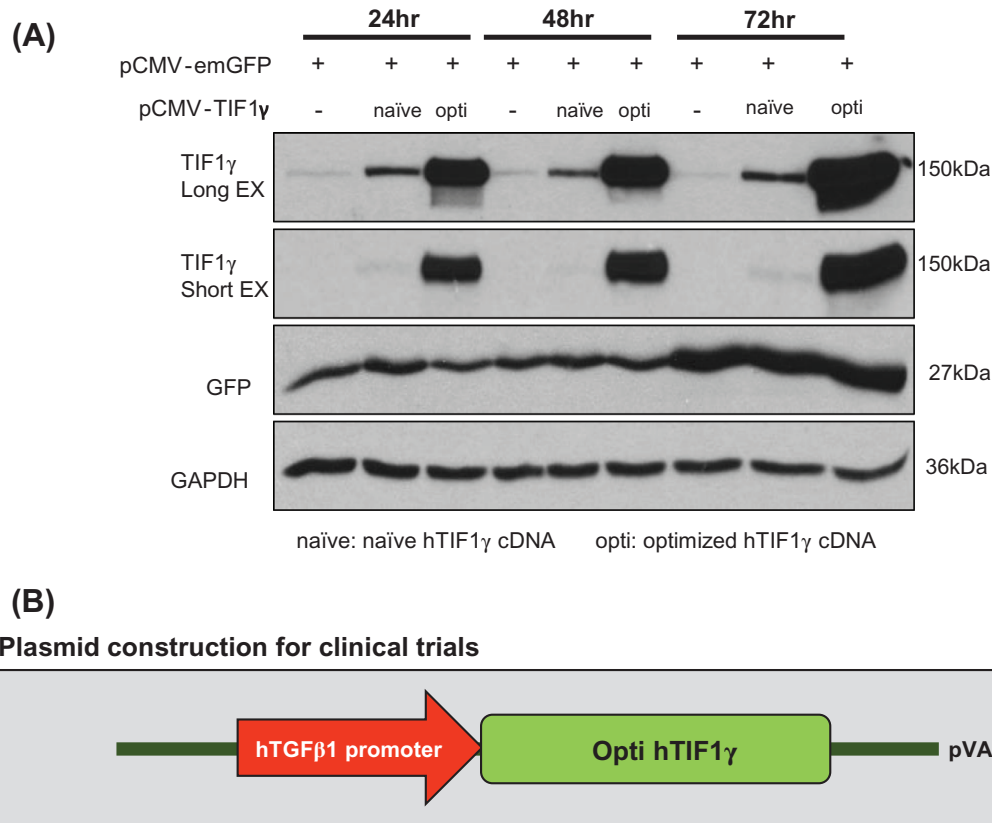 (A)
24hr 48hr 72hr
pCMV-emGFP + + + + + + + + +
pCMV-TIF1γ - naïve opti - naïve opti - naïve opti
TIF1γ
Long EX
150kDa
TIF1γ
Short EX
150kDa
GFP
27kDa
GAPDH
36kDa
naïve: naïve hTIF1γ cDNA opti: optimized hTIF1γ cDNA
(B)
Plasmid construction for clinical trials
hTGFβ1 promoter Opti hTIF1γ pVA